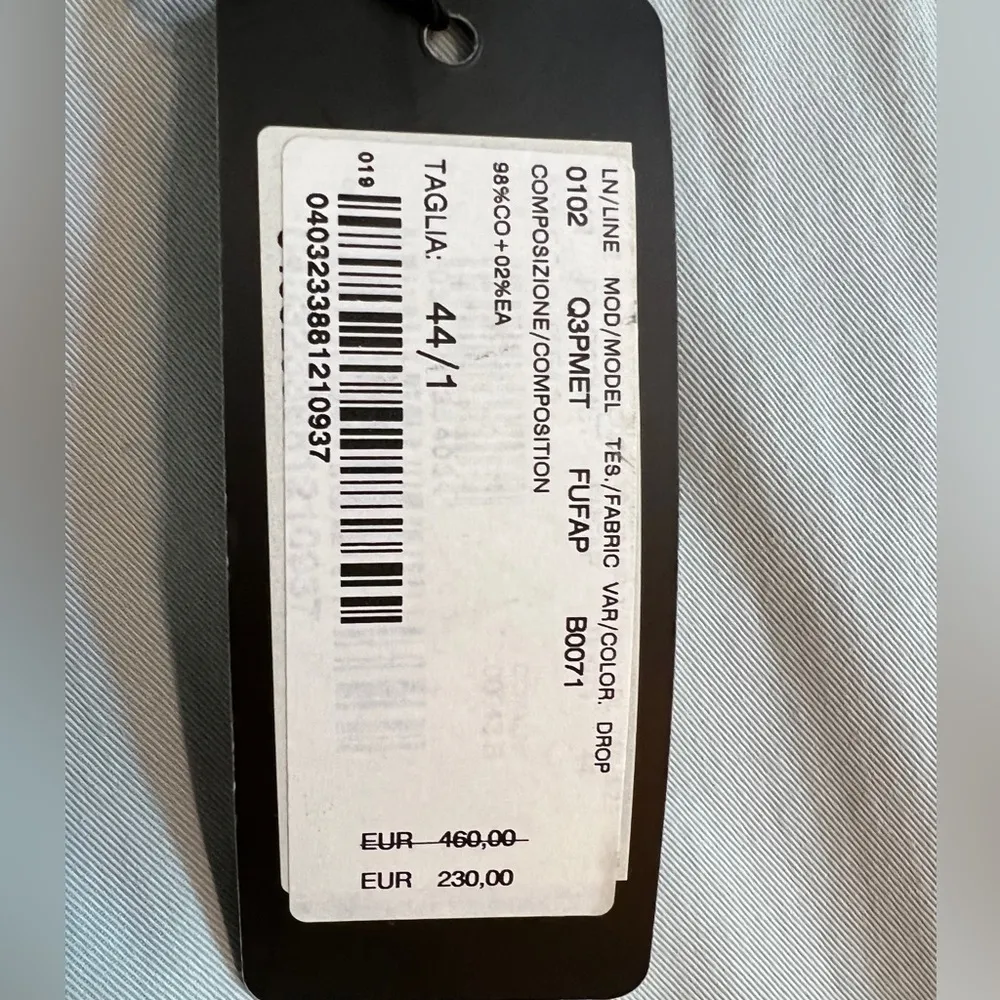 LN/LINE MOD/MODEL TES./FABRIC VAR/COLOR. DROP
0102 Q3PMET FUFAP B0071
COMPOSIZIONE/COMPOSITION
98%CO+02%EA
TAGLIA: 44/1
019
0403233881210937
EUR 460,00
EUR 230,00